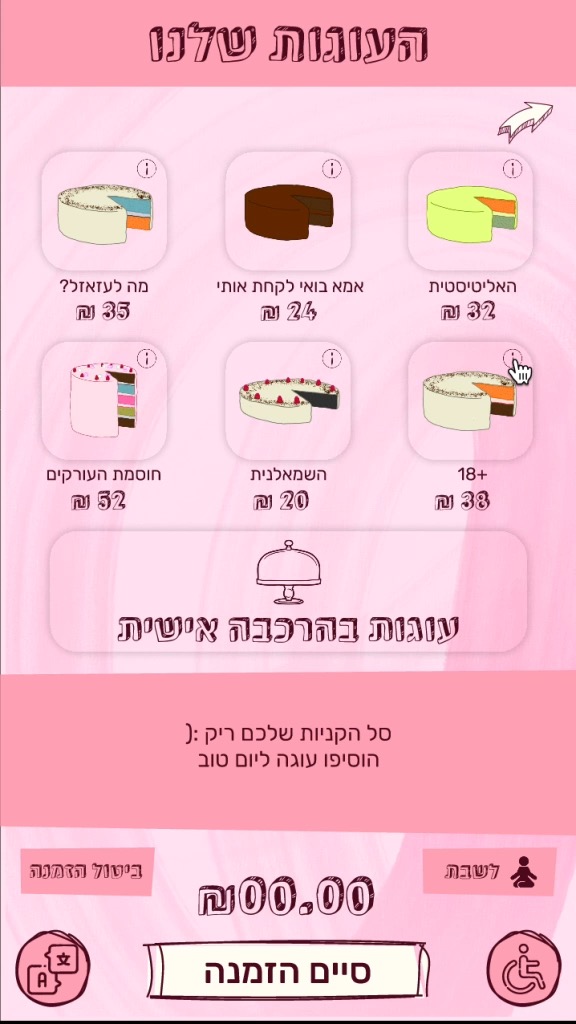 העוגות שלנו
האליטיסטית
32 ₪
אמא בואי לקחת אותי
24 ₪
מה לעזאזל?
35 ₪
18+
38 ₪
השמאלנית
20 ₪
חוסמת העורקים
52 ₪
עוגות בהרכבה אישית
סל הקניות שלכם ריק :(
הוסיפו עוגה ליום טוב
לשבת
₪00.00
ביטול הזמנה
סיים הזמנה
A
文